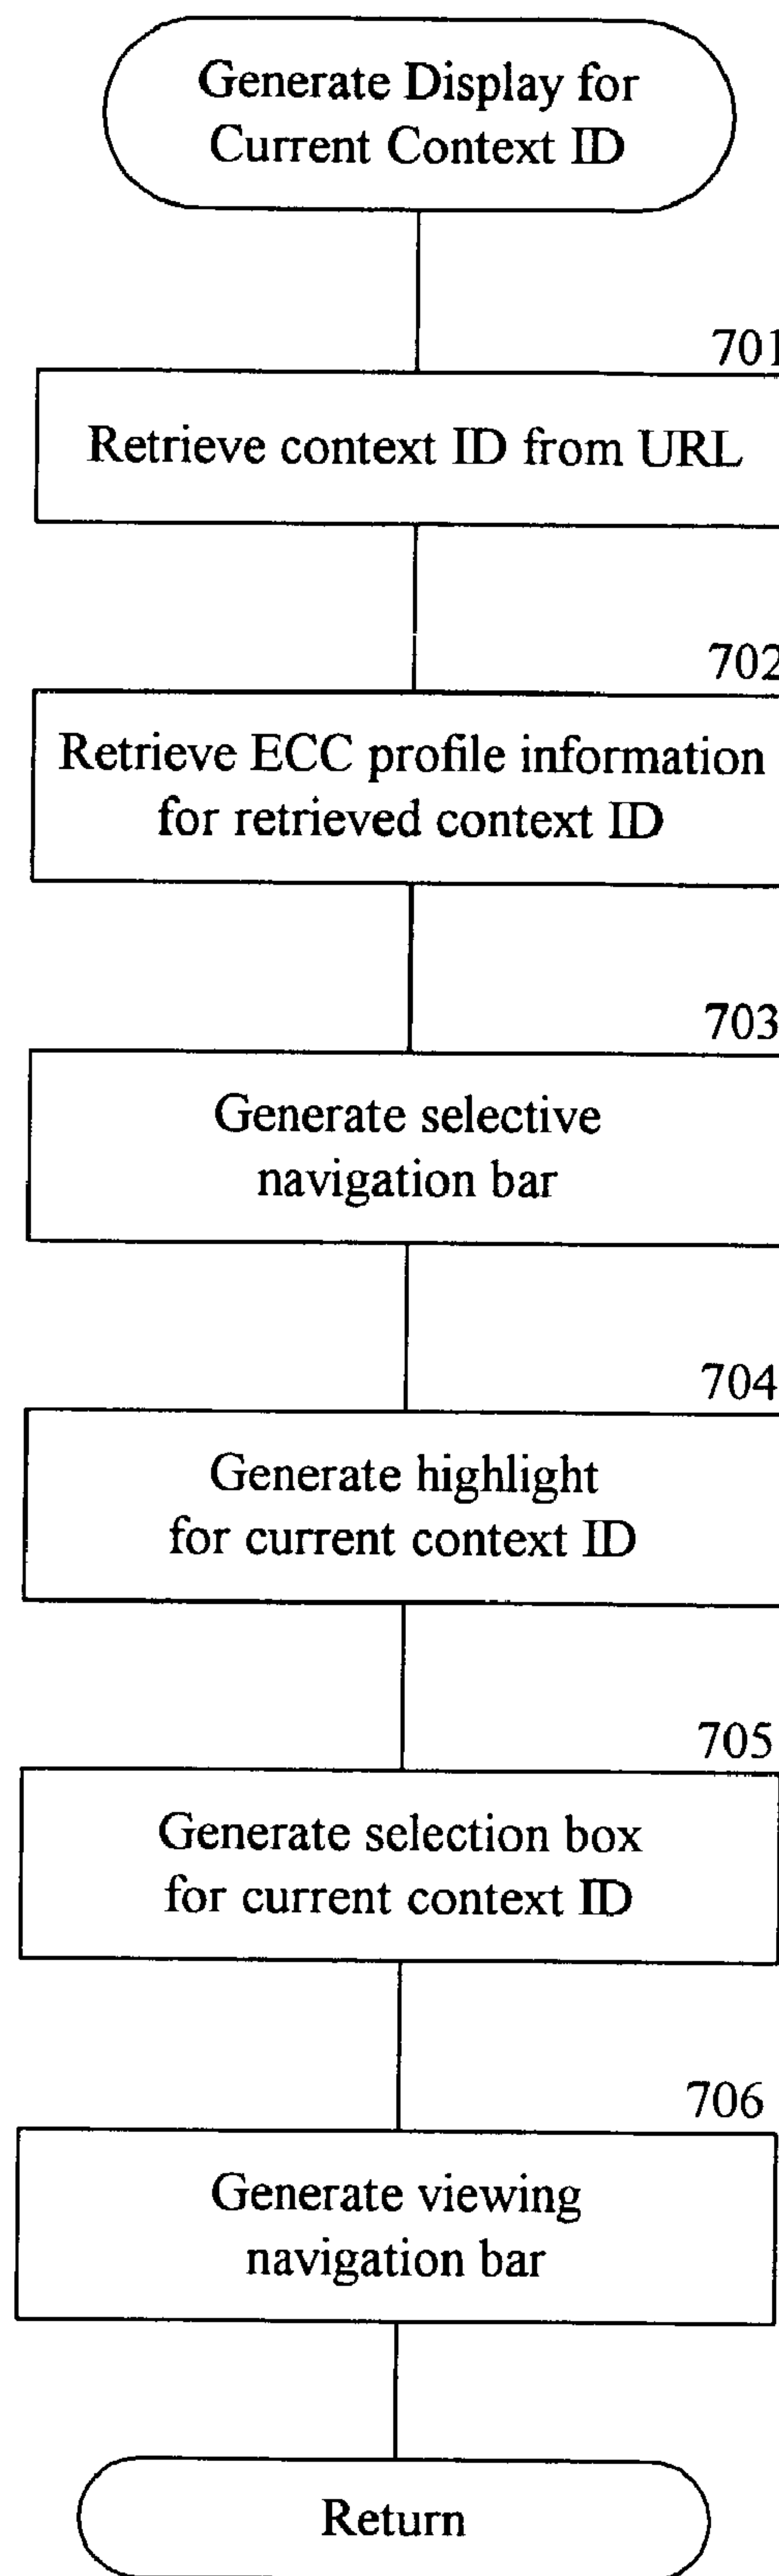 Generate Display for
Current Context ID
701
Retrieve context ID from URL
702
Retrieve ECC profile information
for retrieved context ID
703
Generate selective
navigation bar
704
Generate highlight
for current context ID
705
Generate selection box
for current context ID
706
Generate viewing
navigation bar
Return